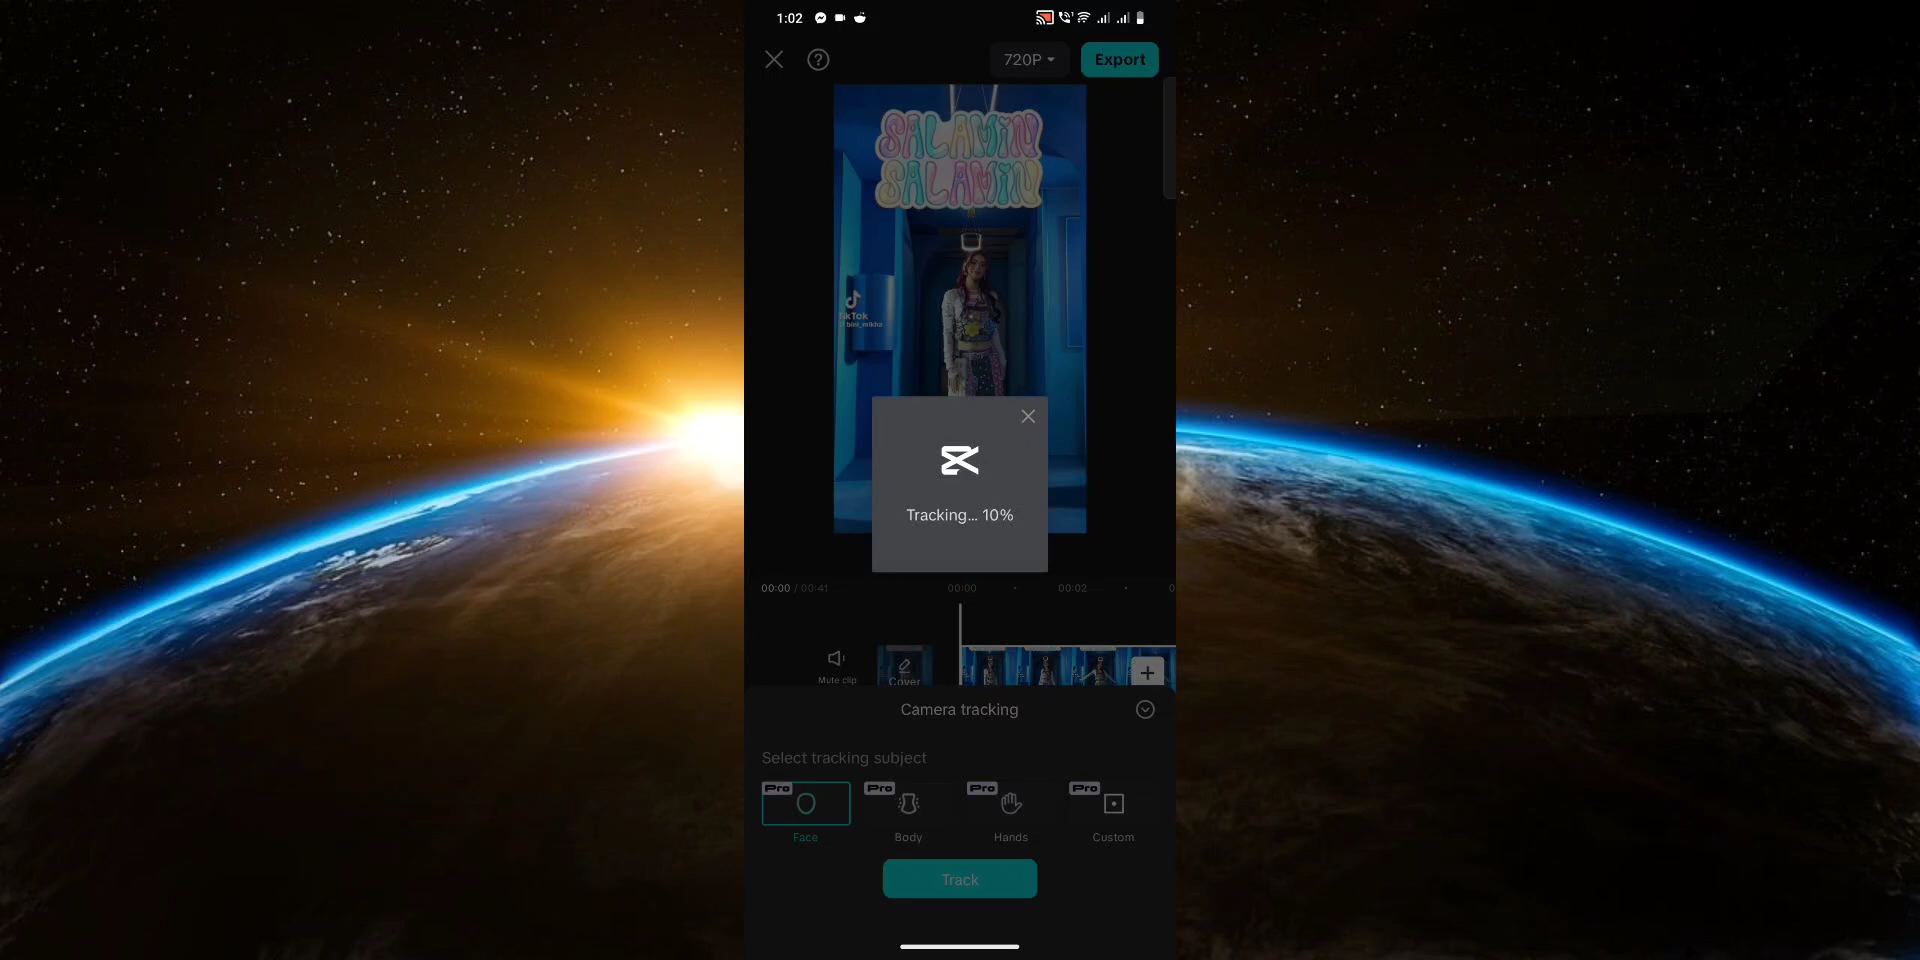 1:02
720P
Export
SALAMIN
SALAMIN
TikTok
bini_mikha
Tracking... 10%
00:00 / 00:41
00:00
00:02
Mute clip
Cover
Camera tracking
Select tracking subject
Pro
Pro
Pro
Pro
Face
Body
Hands
Custom
Track